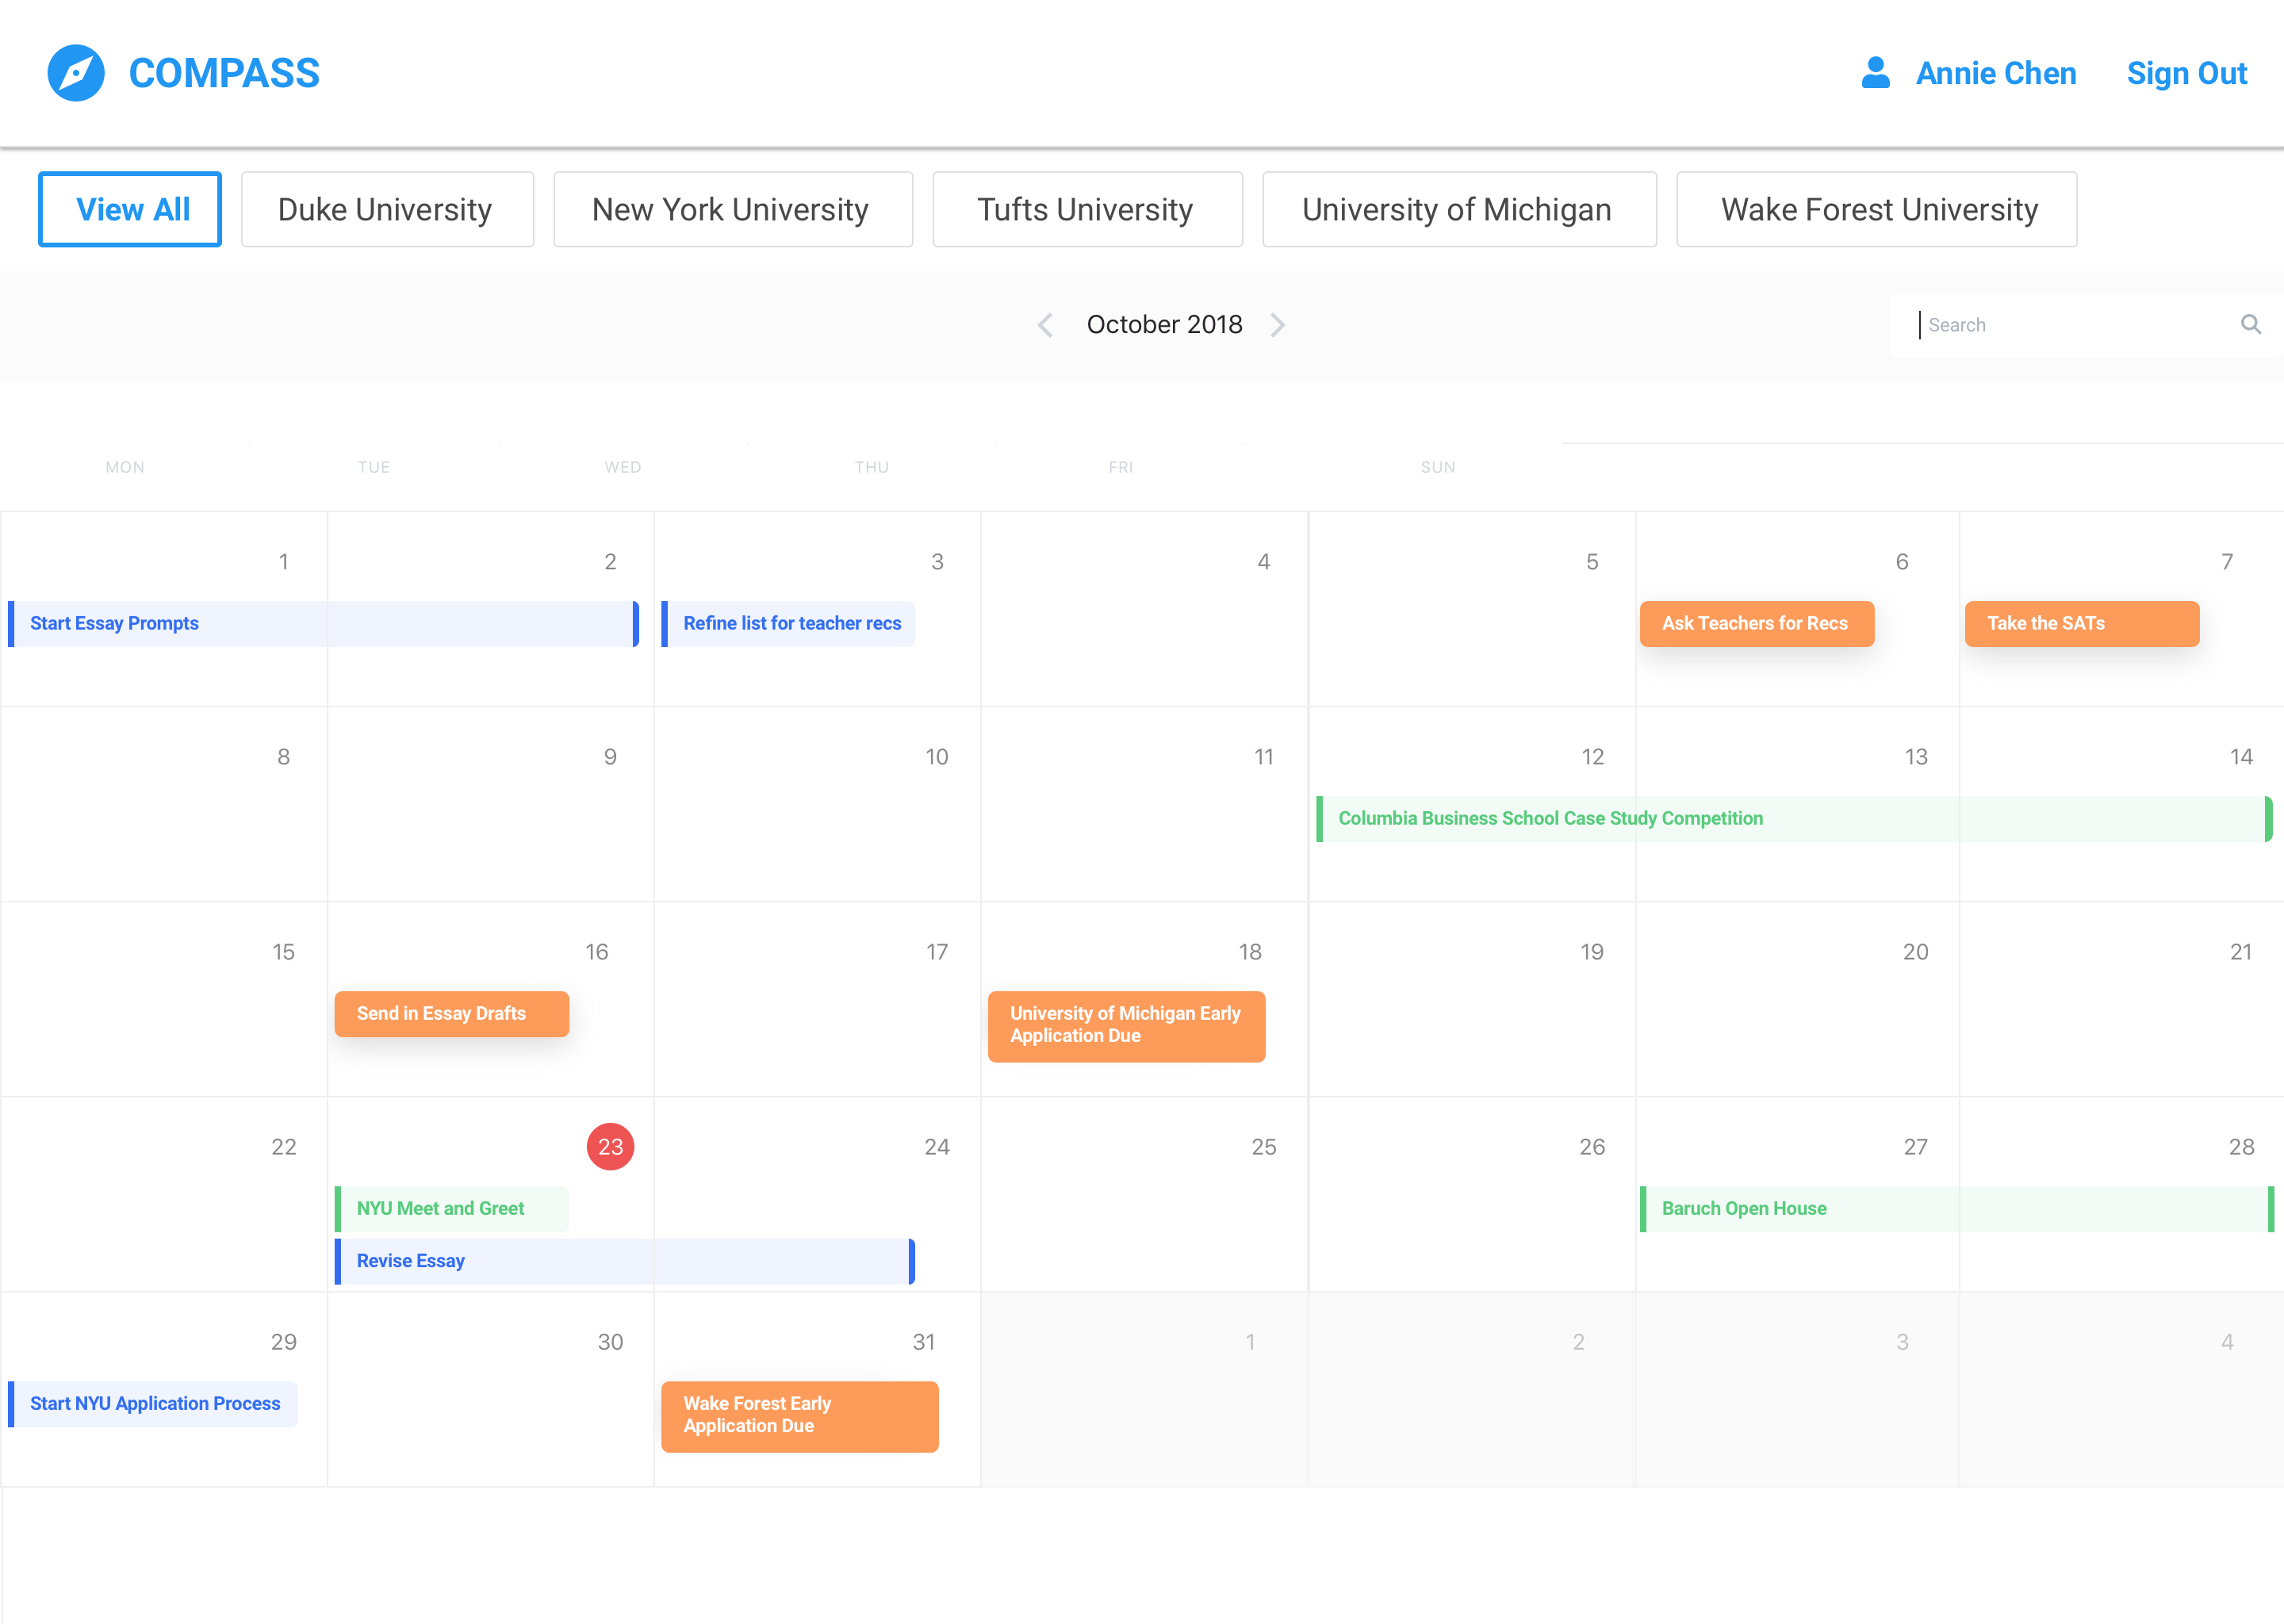 COMPASS
Annie Chen
Sign Out
View All
Duke University
New York University
Tufts University
University of Michigan
Wake Forest University
October 2018
Search
MON
TUE
WED
THU
FRI
SUN
1
2
3
4
5
6
7
Start Essay Prompts
Refine list for teacher recs
Ask Teachers for Recs
Take the SATs
8
9
10
11
12
13
14
Columbia Business School Case Study Competition
15
16
17
18
19
20
21
Send in Essay Drafts
University of Michigan Early
Application Due
22
23
24
25
26
27
28
NYU Meet and Greet
Baruch Open House
Revise Essay
29
30
31
1
2
3
4
Start NYU Application Process
Wake Forest Early
Application Due